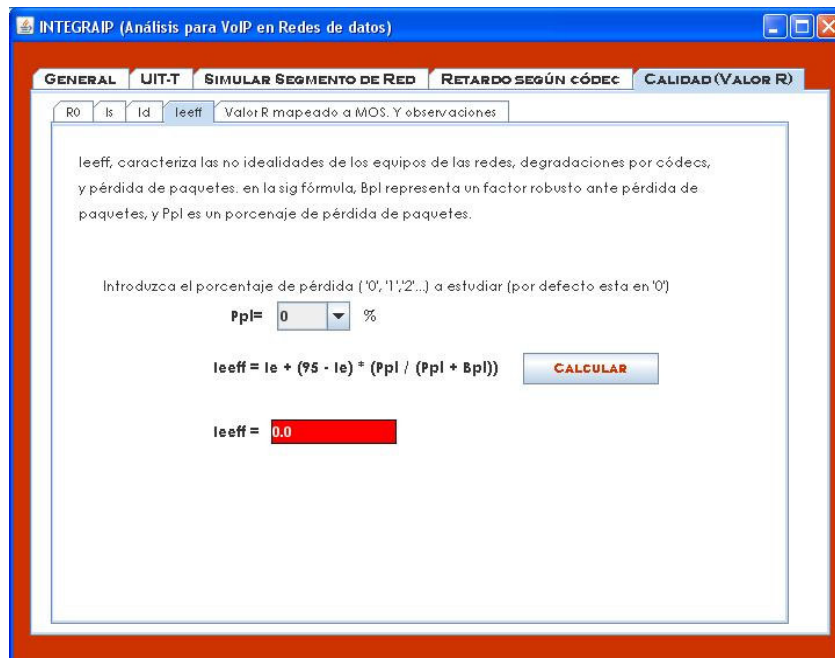 INTEGRAIP (Análisis para VoIP en Redes de datos)
GENERAL UIT-T SIMULAR SEGMENTO DE RED RETARDO SEGÚN CÓDEC CALIDAD(VALOR R)
R0 Is Id Ieeff Valor R mapeado a MOS. Y observaciones
Ieeff, caracteriza las no idealidades de los equipos de las redes, degradaciones por códecs,
y pérdida de paquetes. en la sig fórmula, Bpl representa un factor robusto ante pérdida de
paquetes, y Ppl es un porcenaje de pérdida de paquetes.
Introduzca el porcentaje de pérdida ( '0', '1','2'...) a estudiar (por defecto esta en '0')
Ppl= 0 %
Ieeff = Ie + (95 - Ie) * (Ppl / (Ppl + Bpl)) CALCULAR
Ieeff = 0.0